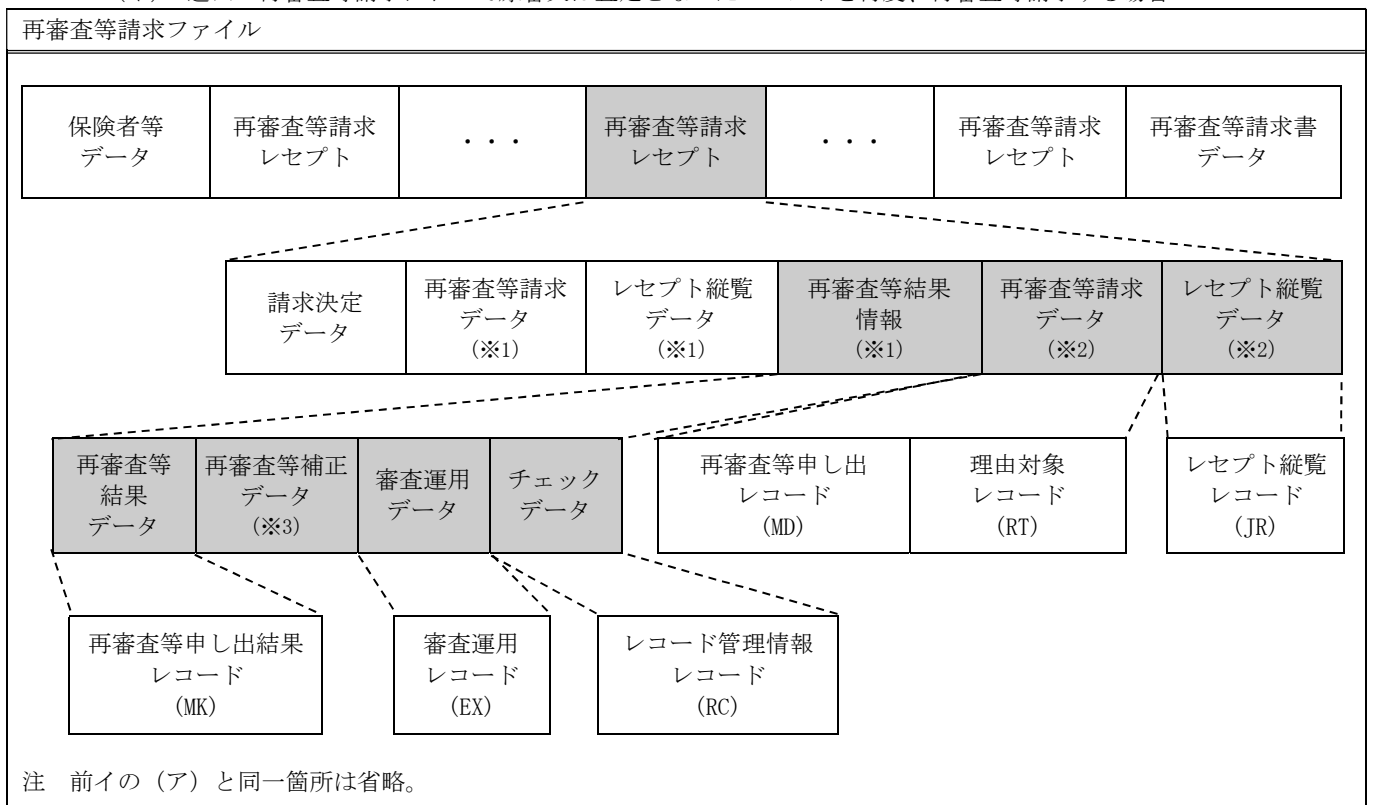 再審査等請求ファイル
保険者等
データ
再審査等請求
レセプト
・・・
再審査等請求
レセプト
・・・
再審査等請求
レセプト
再審査等請求書
データ
請求決定
データ
再審査等請求
データ
(※1)
レセプト縦覧
データ
(※1)
再審査等結果
情報
(※1)
再審査等請求
データ
(※2)
レセプト縦覧
データ
(※2)
再審査等
結果
データ
再審査等補正
データ
(※3)
審査運用
データ
チェック
データ
再審査等申し出
レコード
(MD)
理由対象
レコード
(RT)
レセプト縦覧
レコード
(JR)
再審査等申し出結果
レコード
(MK)
審査運用
レコード
(EX)
レコード管理情報
レコード
(RC)
注　前イの（ア）と同一箇所は省略。